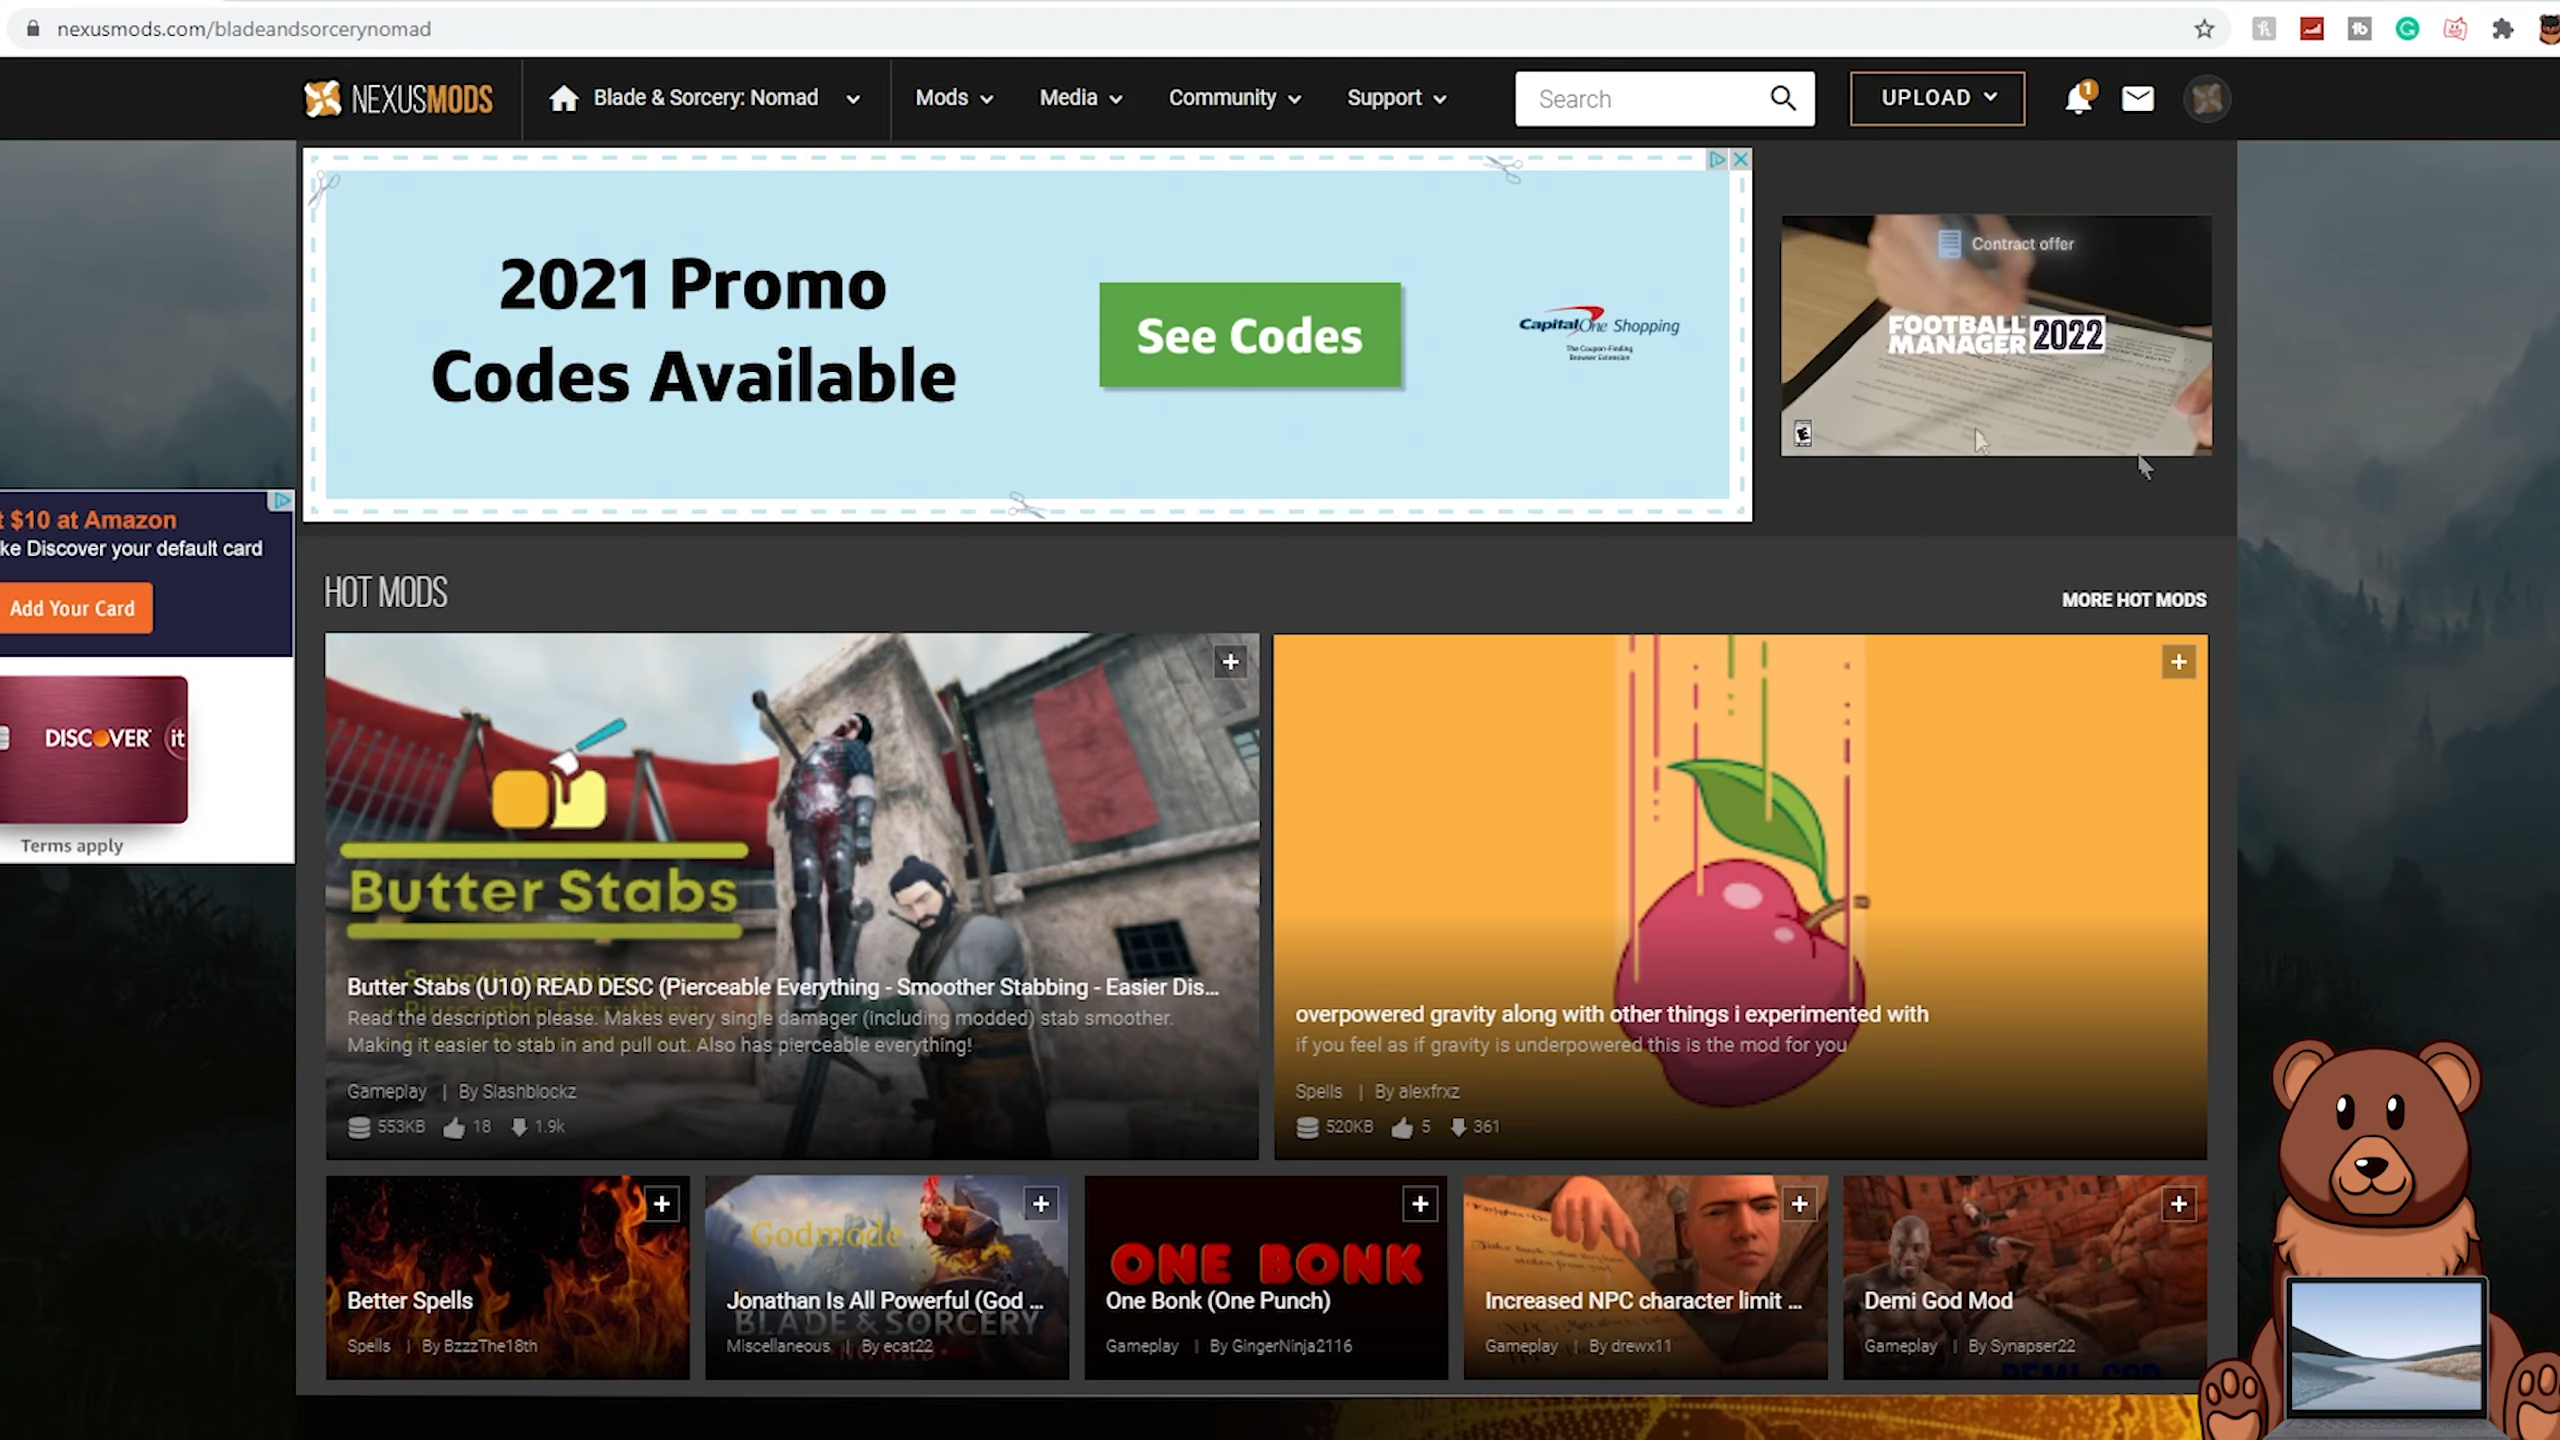 nexusmods.com/bladeandsorcerynomad
NEXUSMODS
Blade & Sorcery: Nomad
Mods
Media
Community
Support
Search
UPLOAD
1
2021 Promo
Codes Available
See Codes
CapitalOne Shopping
The Coupon-Finding
Browser Extension
Contract offer
FOOTBALL
MANAGER 2022
E
t $10 at Amazon
ke Discover your default card
Add Your Card
DISCOVER it
Terms apply
HOT MODS
MORE HOT MODS
Butter Stabs
Butter Stabs (U10) READ DESC (Pierceable Everything - Smoother Stabbing - Easier Dis...
Read the description please. Makes every single damager (including modded) stab smoother.
Making it easier to stab in and pull out. Also has pierceable everything!
Gameplay | By Slashblockz
553KB 18 1.9k
overpowered gravity along with other things i experimented with
if you feel as if gravity is underpowered this is the mod for you
Spells | By alexfrxz
520KB 5 361
Better Spells
Spells | By BzzzThe18th
Godmode
Jonathan Is All Powerful (God ...
BLADE & SORCERY
Miscellaneous | By ecat22
ONE BONK
One Bonk (One Punch)
Gameplay | By GingerNinja2116
Increased NPC character limit ...
Gameplay | By drewx11
Demi God Mod
Gameplay | By Synapser22
DEMI GOD